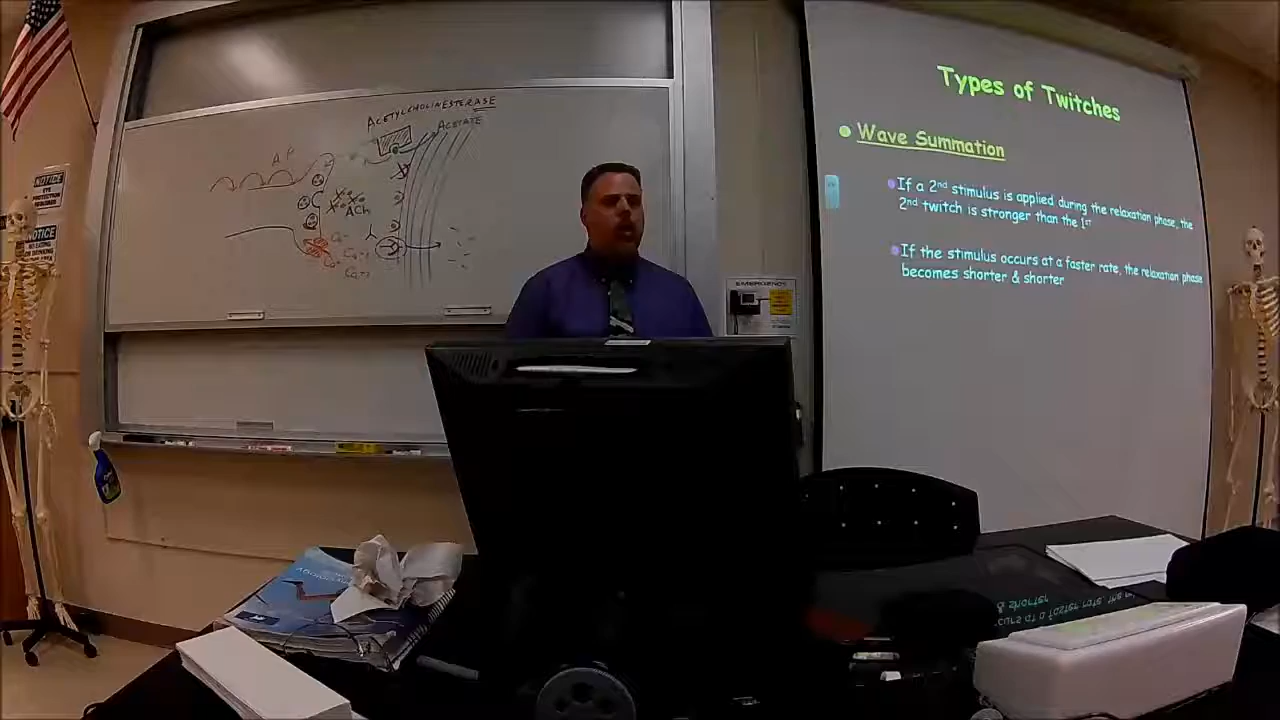 ACETYLCHOLINESTERASE
ACETATE
AP
ACh
NOTICE
NOTICE
EMERGENCY
Types of Twitches
Wave Summation
If a 2nd stimulus is applied during the relaxation phase, the
2nd twitch is stronger than the 1st
If the stimulus occurs at a faster rate, the relaxation phase
becomes shorter & shorter